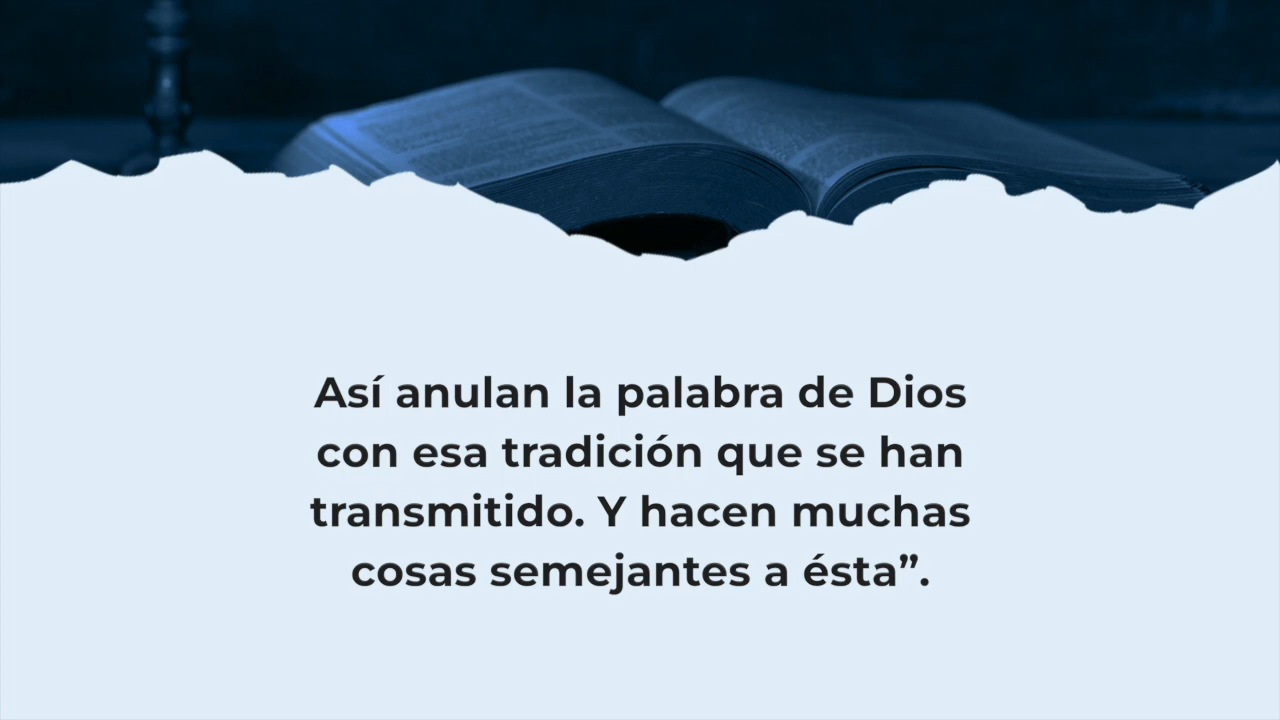 Así anulan la palabra de Dios
con esa tradición que se han
transmitido. Y hacen muchas
cosas semejantes a ésta”.